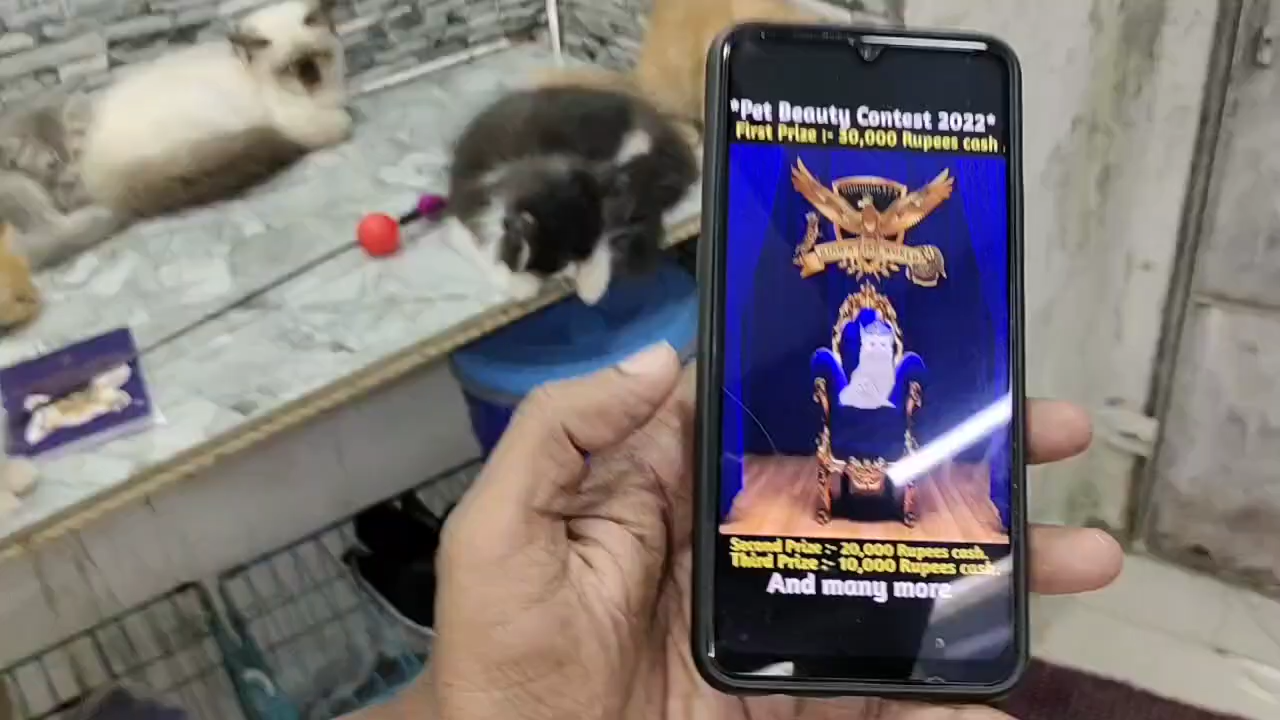 *Pet Beauty Contest 2022*
First Prize :- 30,000 Rupees cash.
Second Prize :- 20,000 Rupees cash.
Third Prize :- 10,000 Rupees cash.
And many more